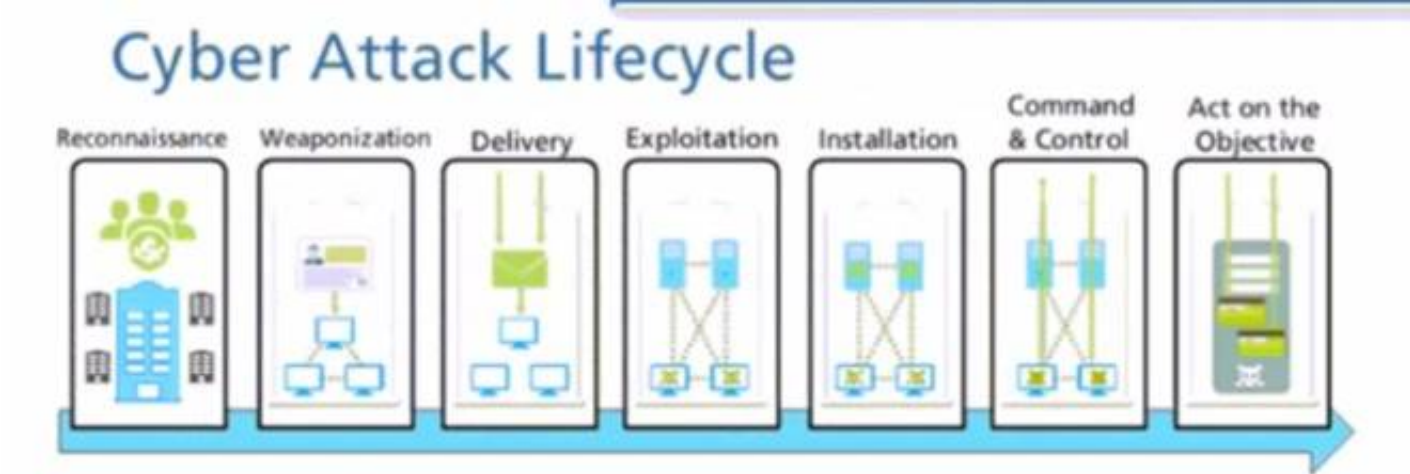 Cyber Attack Lifecycle
Reconnaissance
Weaponization
Delivery
Exploitation
Installation
Command
& Control
Act on the
Objective